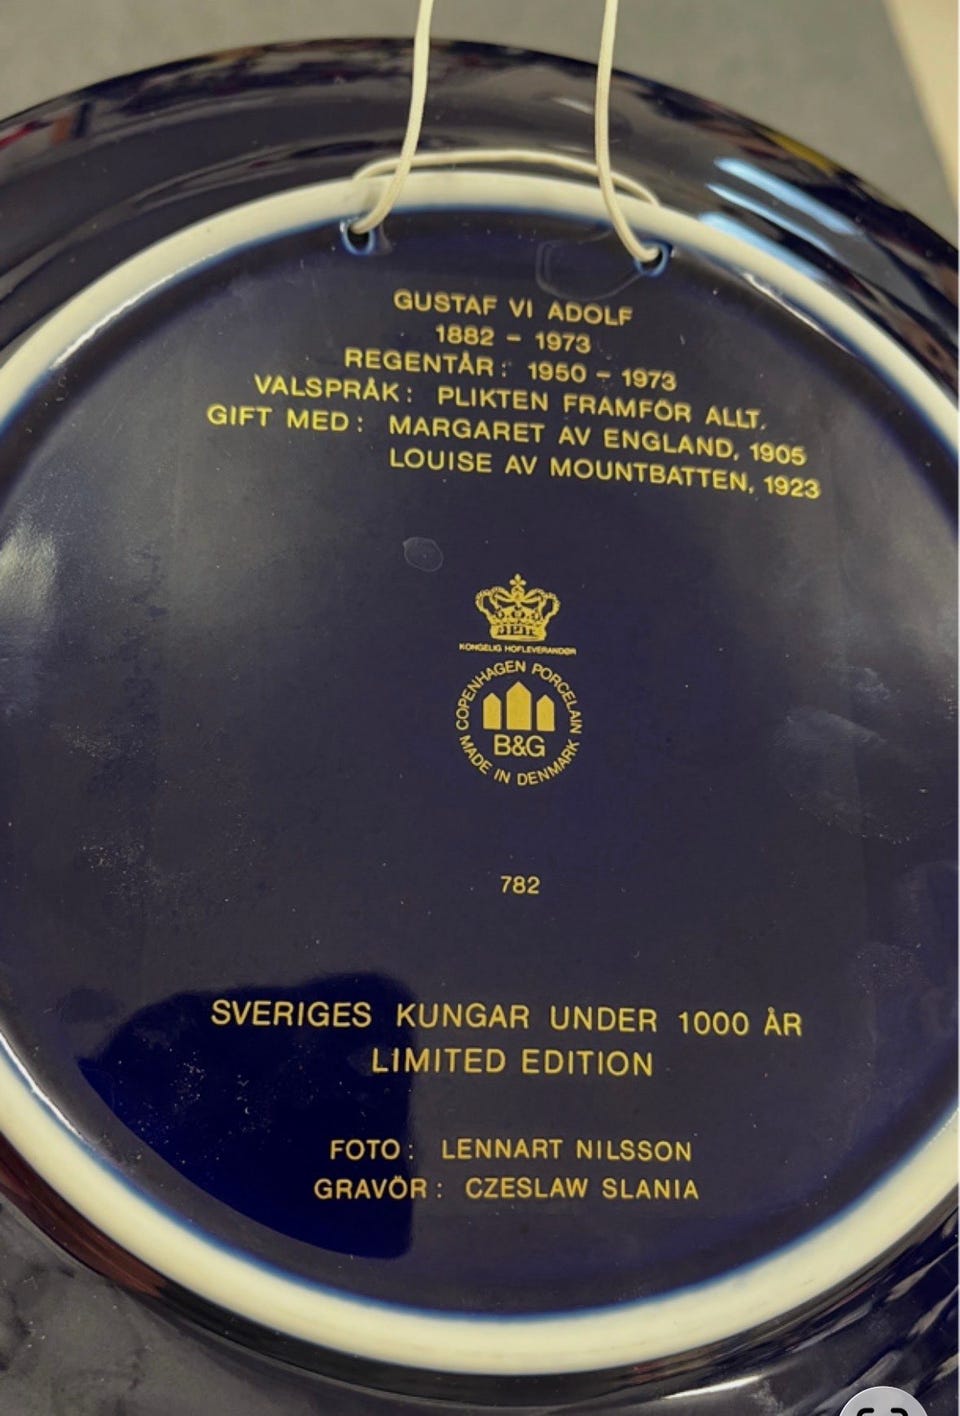 GUSTAF VI ADOLF
1882 – 1973
REGENTÅR: 1950 – 1973
VALSPRÅK: PLIKTEN FRAMFÖR ALLT.
GIFT MED: MARGARET AV ENGLAND, 1905
LOUISE AV MOUNTBATTEN, 1923
KONGELIG HOFLEVERANDØR
COPENHAGEN PORCELAIN
B&G
MADE IN DENMARK
782
SVERIGES KUNGAR UNDER 1000 ÅR
LIMITED EDITION
FOTO: LENNART NILSSON
GRAVÖR: CZESLAW SLANIA